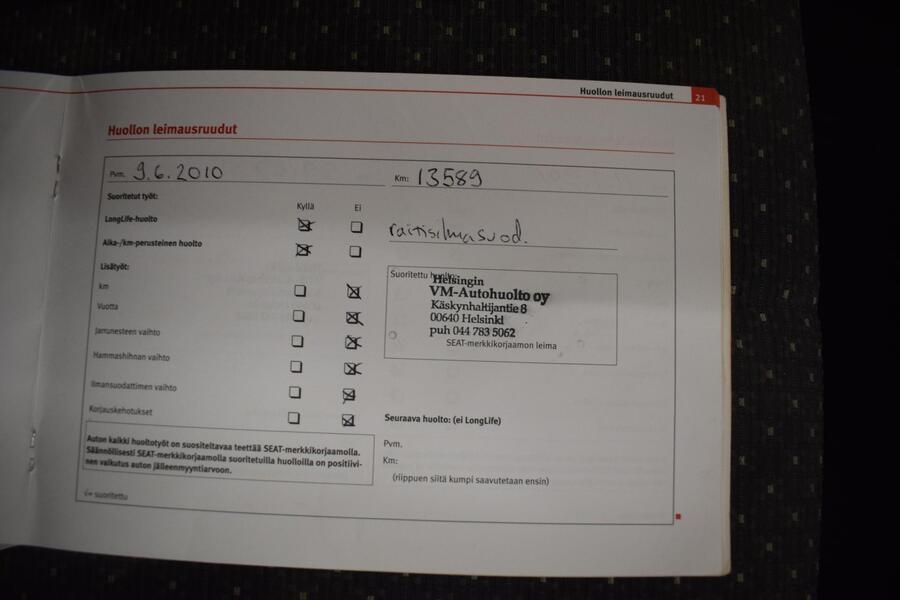 Huollon leimausruudut 21
Huollon leimausruudut
Pvm. 9.6.2010
Km: 13589
Suoritetut työt:
Kyllä Ei
LongLife-huolto
raitisilmasuod.
Aika-/km-perusteinen huolto
Lisätyöt:
km
Vuotta
Jarrunesteen vaihto
Hammashihnan vaihto
Ilmansuodattimen vaihto
Korjauskehotukset
Suoritettu huolto:
Helsingin
VM-Autohuolto oy
Käskynhaltijantie 8
00640 Helsinki
puh 044 783 5062
SEAT-merkkikorjaamon leima
Seuraava huolto: (ei LongLife)
Pvm.
Km:
(riippuen siitä kumpi saavutetaan ensin)
Auton kaikki huoltotyöt on suositeltavaa teettää SEAT-merkkikorjaamolla.
Säännöllisesti SEAT-merkkikorjaamolla suoritetuilla huolloilla on positiivi-
nen vaikutus auton jälleenmyyntiarvoon.
√= suoritettu